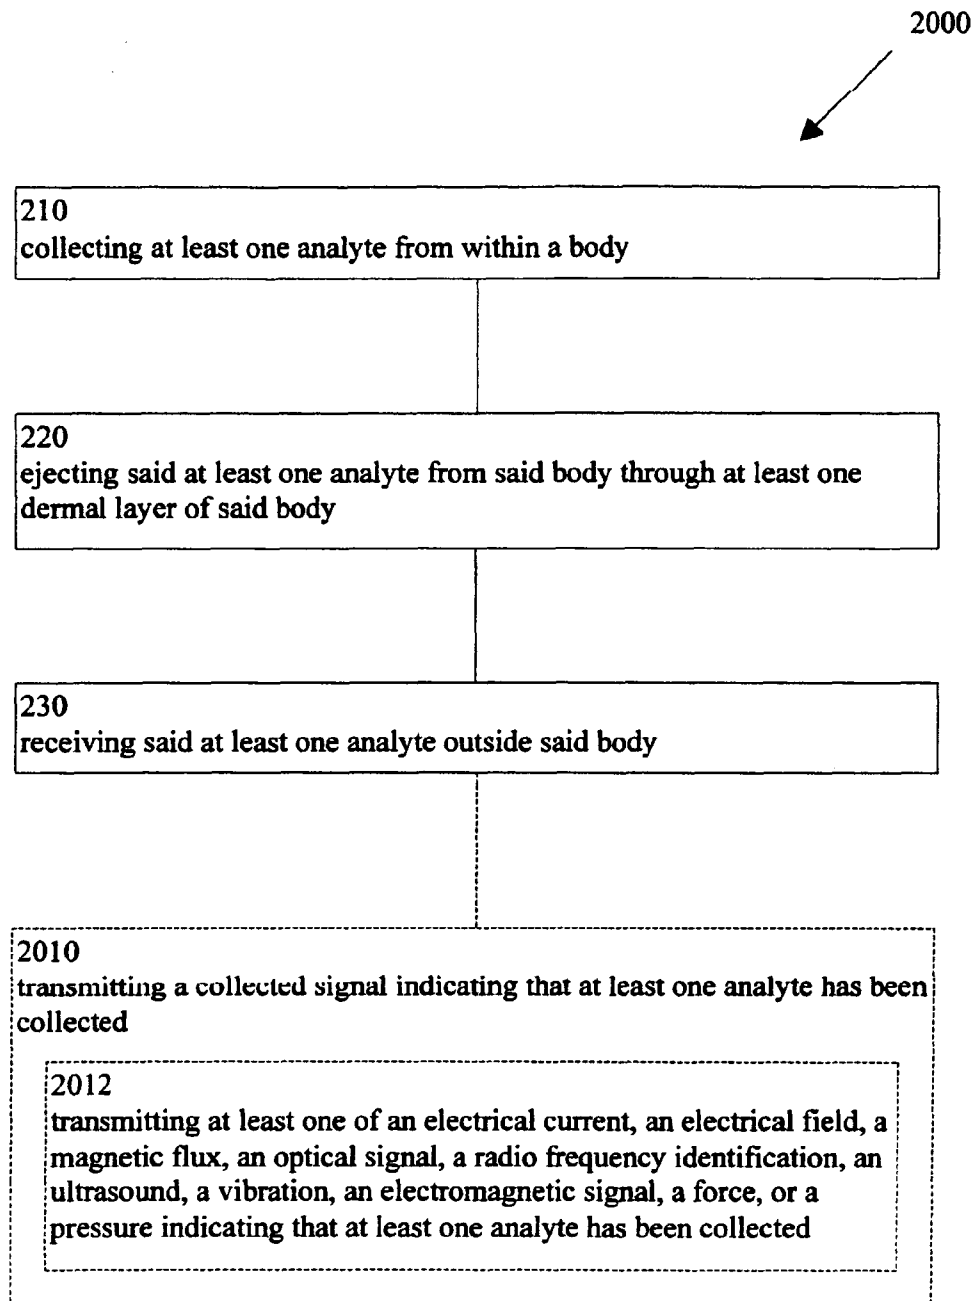 2000
210
collecting at least one analyte from within a body
220
ejecting said at least one analyte from said body through at least one
dermal layer of said body
230
receiving said at least one analyte outside said body
2010
transmitting a collected signal indicating that at least one analyte has been
collected
2012
transmitting at least one of an electrical current, an electrical field, a
magnetic flux, an optical signal, a radio frequency identification, an
ultrasound, a vibration, an electromagnetic signal, a force, or a
pressure indicating that at least one analyte has been collected